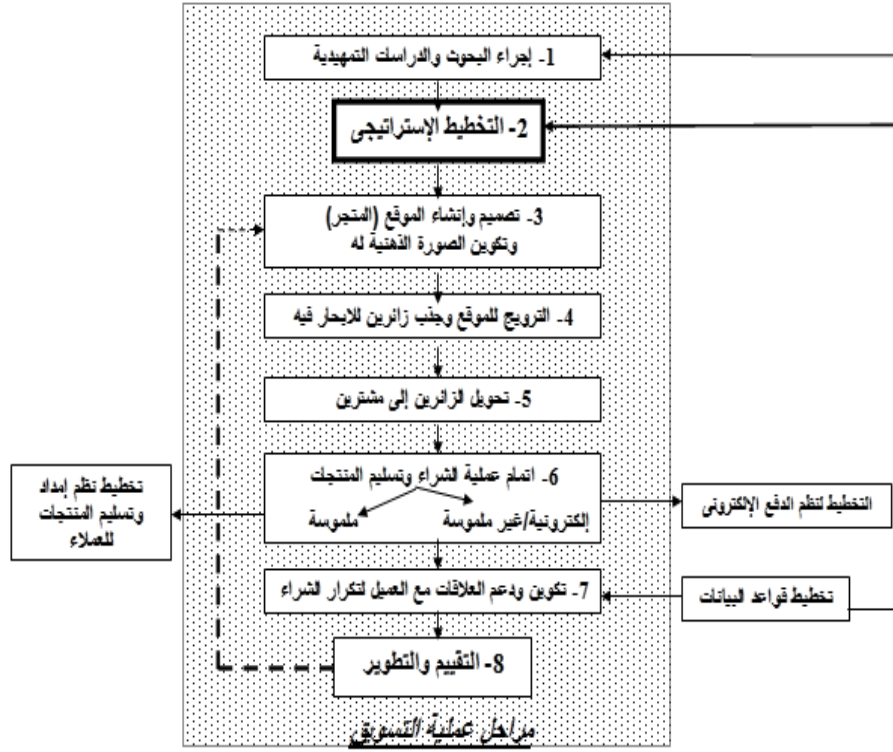 1- إجراء البحوث والدراسات التمهيدية
2- التخطيط الإستراتيجى
3- تصميم وإنشاء الموقع (المتجر)
وتكوين الصورة الذهنية له
4- الترويج للموقع وجذب زائرين للابحار فيه
5- تحويل الزائرين إلى مشترين
6- اتمام عملية الشراء وتسليم المنتجات
إلكترونية/غير ملموسة
ملموسة
التخطيط لنظم الدفع الإلكترونى
تخطيط نظم إمداد
وتسليم المنتجات
للعملاء
7- تكوين ودعم العلاقات مع العميل لتكرار الشراء
تخطيط قواعد البيانات
8- التقييم والتطوير
مراحل عملية التسويق